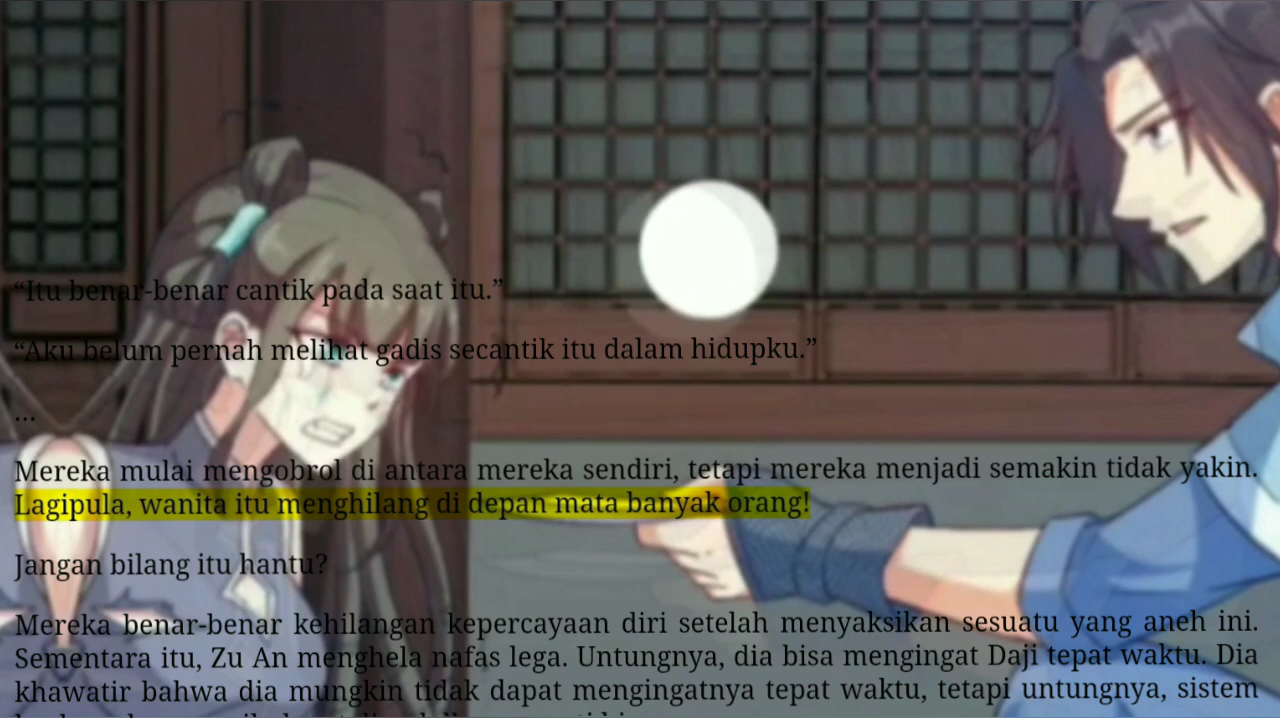 “Itu benar-benar cantik pada saat itu.”
“Aku belum pernah melihat gadis secantik itu dalam hidupku.”
...
Mereka mulai mengobrol di antara mereka sendiri, tetapi mereka menjadi semakin tidak yakin.
Lagipula, wanita itu menghilang di depan mata banyak orang!
Jangan bilang itu hantu?
Mereka benar-benar kehilangan kepercayaan diri setelah menyaksikan sesuatu yang aneh ini.
Sementara itu, Zu An menghela nafas lega. Untungnya, dia bisa mengingat Daji tepat waktu. Dia
khawatir bahwa dia mungkin tidak dapat mengingatnya tepat waktu, tetapi untungnya, sistem